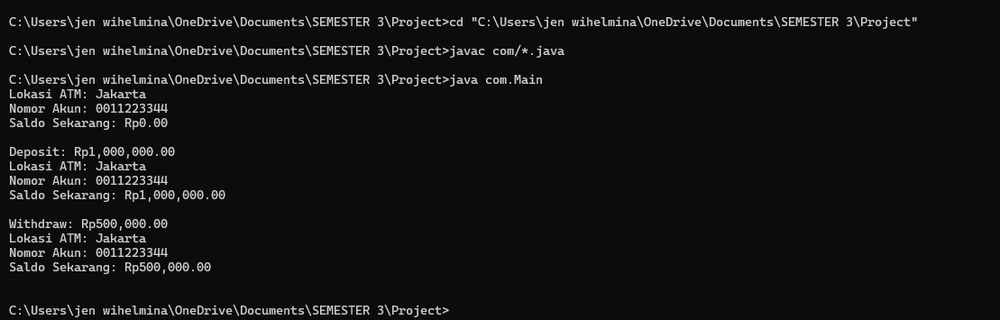 C:\Users\jen wihelmina\OneDrive\Documents\SEMESTER 3\Project>cd "C:\Users\jen wihelmina\OneDrive\Documents\SEMESTER 3\Project"
C:\Users\jen wihelmina\OneDrive\Documents\SEMESTER 3\Project>javac com/*.java
C:\Users\jen wihelmina\OneDrive\Documents\SEMESTER 3\Project>java com.Main
Lokasi ATM: Jakarta
Nomor Akun: 0011223344
Saldo Sekarang: Rp0.00
Deposit: Rp1,000,000.00
Lokasi ATM: Jakarta
Nomor Akun: 0011223344
Saldo Sekarang: Rp1,000,000.00
Withdraw: Rp500,000.00
Lokasi ATM: Jakarta
Nomor Akun: 0011223344
Saldo Sekarang: Rp500,000.00
C:\Users\jen wihelmina\OneDrive\Documents\SEMESTER 3\Project>